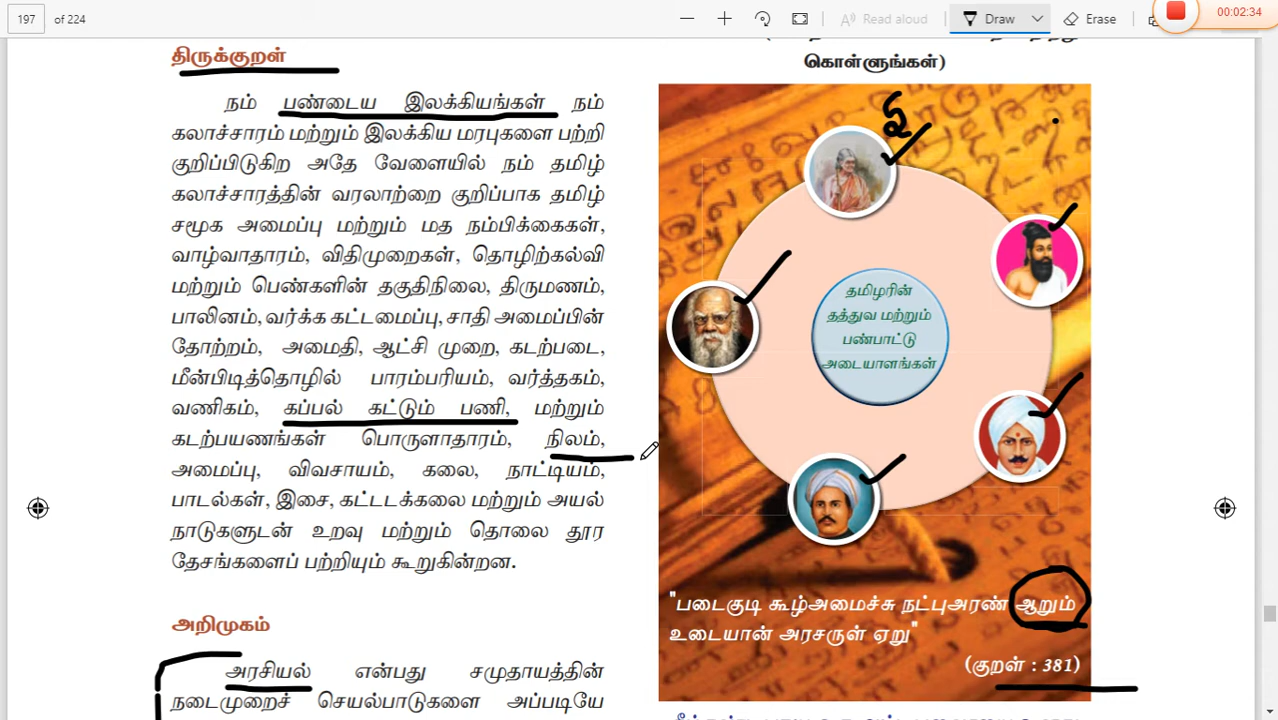 197 of 224
Read aloud
Draw
Erase
00:02:34
திருக்குறள்
நம் பண்டைய இலக்கியங்கள் நம்
கலாச்சாரம் மற்றும் இலக்கிய மரபுகளை பற்றி
குறிப்பிடுகிற அதே வேளையில் நம் தமிழ்
கலாச்சாரத்தின் வரலாற்றை குறிப்பாக தமிழ்
சமூக அமைப்பு மற்றும் மத நம்பிக்கைகள்,
வாழ்வாதாரம், விதிமுறைகள், தொழிற்கல்வி
மற்றும் பெண்களின் தகுதிநிலை, திருமணம்,
பாலினம், வர்க்க கட்டமைப்பு, சாதி அமைப்பின்
தோற்றம், அமைதி, ஆட்சி முறை, கடற்படை,
மீன்பிடித்தொழில் பாரம்பரியம், வர்த்தகம்,
வணிகம், கப்பல் கட்டும் பணி, மற்றும்
கடற்பயணங்கள் பொருளாதாரம், நிலம்,
அமைப்பு, விவசாயம், கலை, நாட்டியம்,
பாடல்கள், இசை, கட்டடக்கலை மற்றும் அயல்
நாடுகளுடன் உறவு மற்றும் தொலை தூர
தேசங்களைப் பற்றியும் கூறுகின்றன.
அறிமுகம்
அரசியல் என்பது சமுதாயத்தின்
நடைமுறைச் செயல்பாடுகளை அப்படியே
கொள்ளுங்கள்)
தமிழரின்
தத்துவ மற்றும்
பண்பாட்டு
அடையாளங்கள்
"படைகுடி கூழ்அமைச்சு நட்புஅரண் ஆறும்
உடையான் அரசருள் ஏறு"
(குறள் : 381)